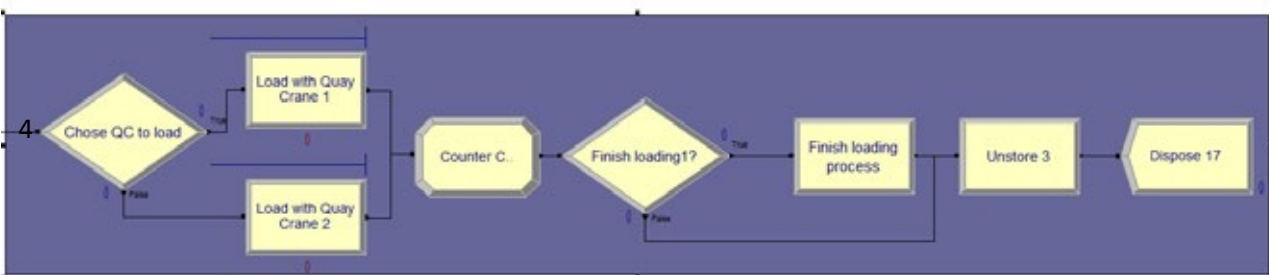 4
Chose QC to load
0
True
0
False
Load with Quay
Crane 1
0
Load with Quay
Crane 2
0
Counter C..
Finish loading1?
0
True
0
False
Finish loading
process
Unstore 3
Dispose 17
0